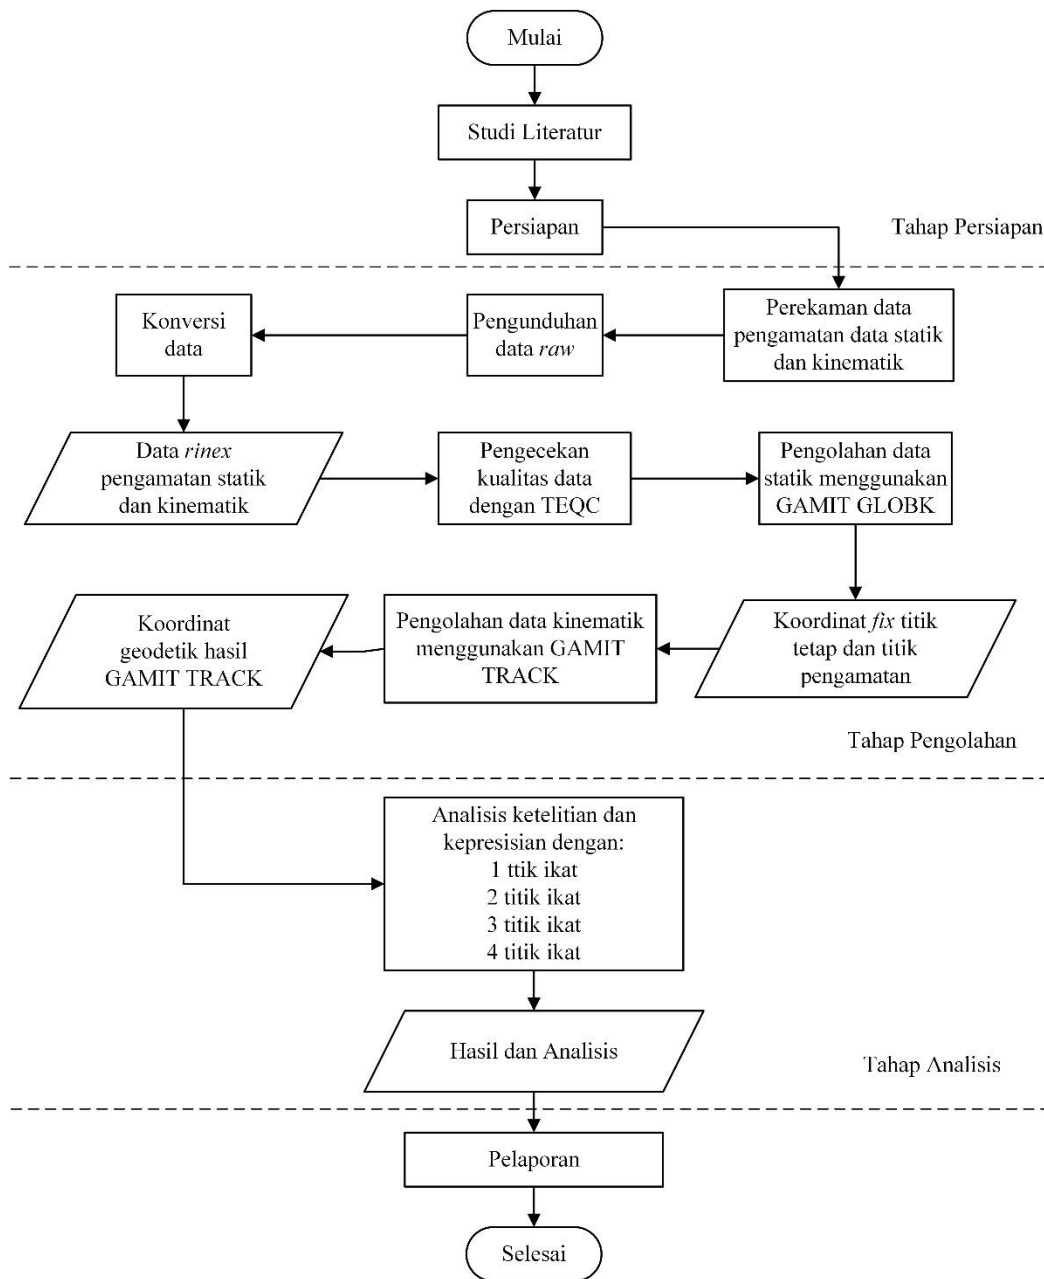 Mulai
Studi Literatur
Persiapan
Tahap Persiapan
Perekaman data
pengamatan data statik
dan kinematik
Pengunduhan
data raw
Konversi
data
Data rinex
pengamatan statik
dan kinematik
Pengecekan
kualitas data
dengan TEQC
Pengolahan data
statik menggunakan
GAMIT GLOBK
Koordinat fix titik
tetap dan titik
pengamatan
Pengolahan data kinematik
menggunakan GAMIT
TRACK
Koordinat
geodetik hasil
GAMIT TRACK
Tahap Pengolahan
Analisis ketelitian dan
kepresisian dengan:
1 ttik ikat
2 titik ikat
3 titik ikat
4 titik ikat
Hasil dan Analisis
Tahap Analisis
Pelaporan
Selesai